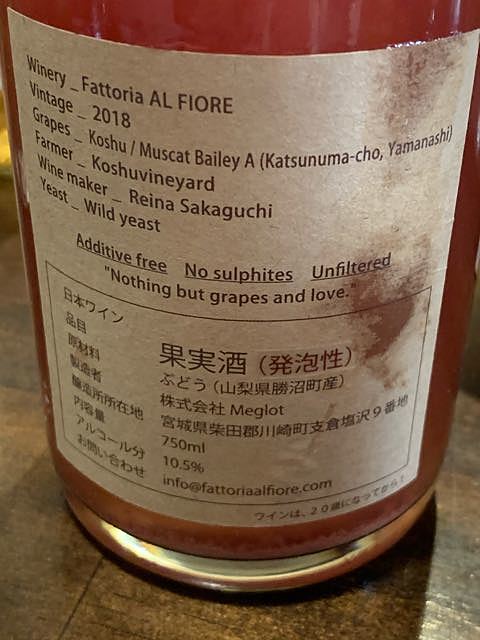 Winery _ Fattoria AL FIORE
Vintage _ 2018
Grapes _ Koshu / Muscat Bailey A (Katsunuma-cho, Yamanashi)
Farmer _ Koshuvineyard
Wine maker _ Reina Sakaguchi
Yeast _ Wild yeast
Additive free No sulphites Unfiltered
"Nothing but grapes and love."
日本ワイン
品目 果実酒（発泡性）
原材料 ぶどう（山梨県勝沼町産）
製造者 株式会社 Meglot
醸造所所在地 宮城県柴田郡川崎町支倉塩沢９番地
内容量 750ml
アルコール分 10.5%
お問い合わせ info@fattoriaalfiore.com
ワインは、２０歳になってから！